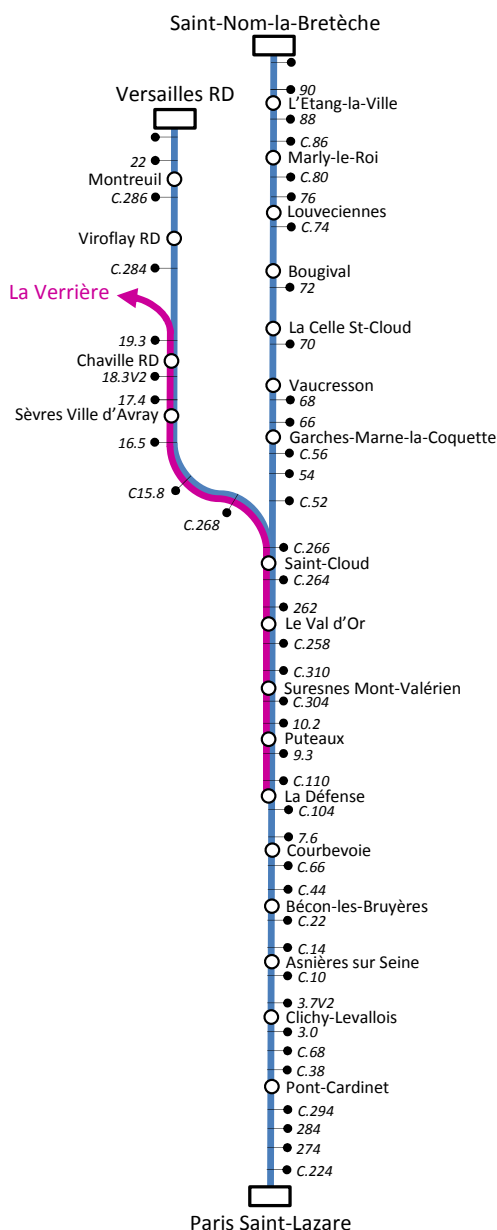 Saint-Nom-la-Bretèche
90
L'Etang-la-Ville
88
C.86
Marly-le-Roi
C.80
76
Louveciennes
C.74
Bougival
72
La Celle St-Cloud
70
Vaucresson
68
66
Garches-Marne-la-Coquette
C.56
54
C.52
Versailles RD
22
Montreuil
C.286
Viroflay RD
C.284
La Verrière
19.3
Chaville RD
18.3V2
17.4
Sèvres Ville d'Avray
16.5
C15.8
C.268
C.266
Saint-Cloud
C.264
262
Le Val d'Or
C.258
C.310
Suresnes Mont-Valérien
C.304
10.2
Puteaux
9.3
C.110
La Défense
C.104
7.6
Courbevoie
C.66
C.44
Bécon-les-Bruyères
C.22
C.14
Asnières sur Seine
C.10
3.7V2
Clichy-Levallois
3.0
C.68
C.38
Pont-Cardinet
C.294
284
274
C.224
Paris Saint-Lazare